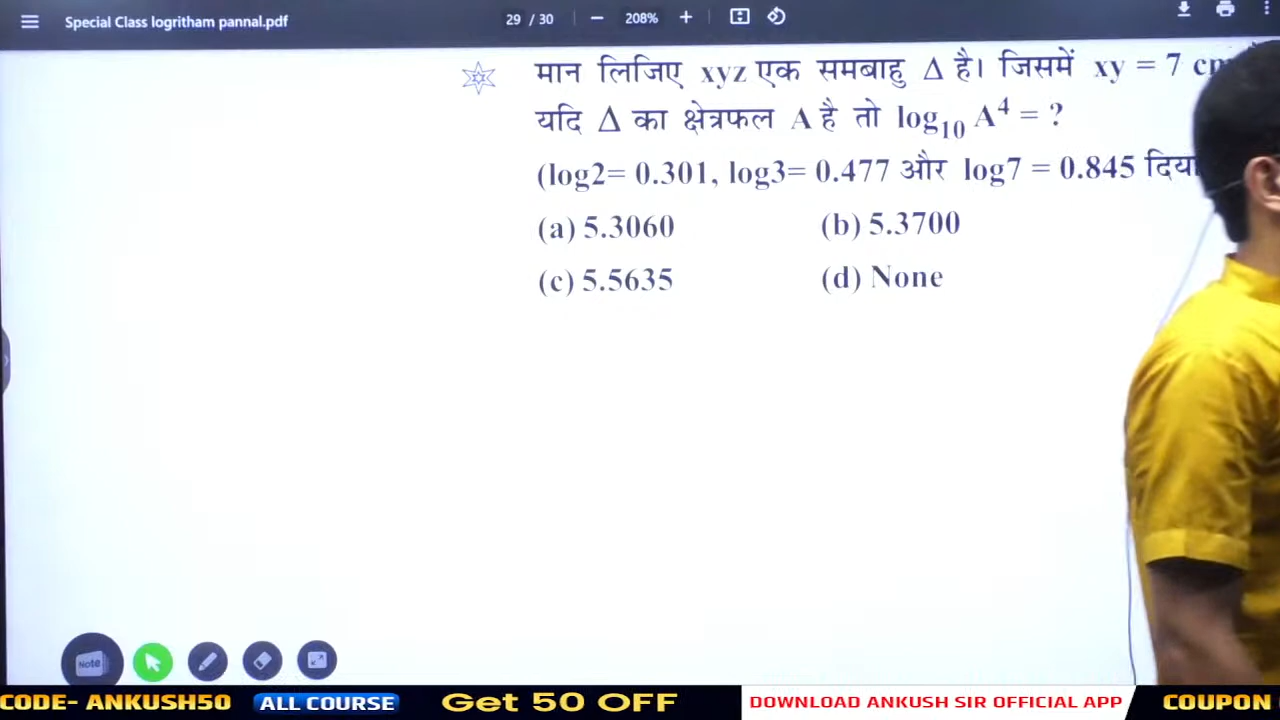 Special Class logritham pannal.pdf 29 / 30 208%
मान लिजिए xyz एक समबाहु Δ है। जिसमें xy = 7
यदि Δ का क्षेत्रफल A है तो log₁₀ A⁴ = ?
(log2= 0.301, log3= 0.477 और log7 = 0.845 दिया
(a) 5.3060 (b) 5.3700
(c) 5.5635 (d) None
Note
CODE- ANKUSH50 ALL COURSE Get 50 OFF DOWNLOAD ANKUSH SIR OFFICIAL APP COUPON